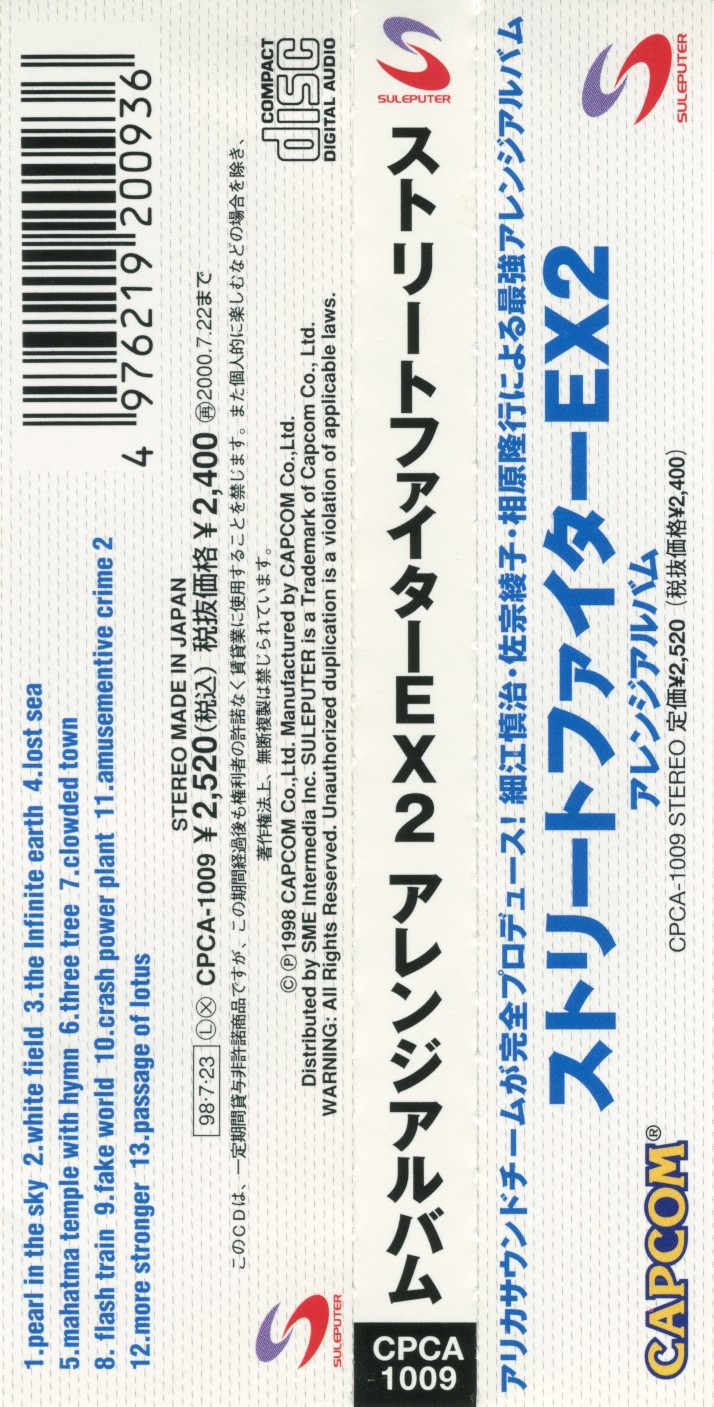 4 976219 200936
1.pearl in the sky 2.white field 3.the Infinite earth 4.lost sea
5.mahatma temple with hymn 6.three tree 7.clowded town
8. flash train 9.fake world 10.crash power plant 11.amusementive crime 2
12.more stronger 13.passage of lotus
STEREO MADE IN JAPAN
98・7・23 Ⓛ Ⓧ CPCA-1009 ¥2,520(税込) 税抜価格¥2,400 ㊢2000.7.22まで
このCDは、一定期間貸与非許諾商品ですが、この期間経過後も権利者の許諾なく賃貸業に使用することを禁じます。また個人的に楽しむなどの場合を除き、
著作権法上、無断複製は禁じられています。
©℗1998 CAPCOM Co.,Ltd. Manufactured by CAPCOM Co.,Ltd.
Distributed by SME Intermedia Inc. SULEPUTER is a Trademark of Capcom Co., Ltd.
WARNING: All Rights Reserved. Unauthorized duplication is a violation of applicable laws.
COMPACT
disc
DIGITAL AUDIO
SULEPUTER
SULEPUTER
ストリートファイターEX2 アレンジアルバム
CPCA
1009
アリカサウンドチームが完全プロデュース!細江慎治・佐宗綾子・相原隆行による最強アレンジアルバム
ストリートファイターEX2
アレンジアルバム
CPCA-1009 STEREO 定価¥2,520(税抜価格¥2,400)
CAPCOM®
SULEPUTER